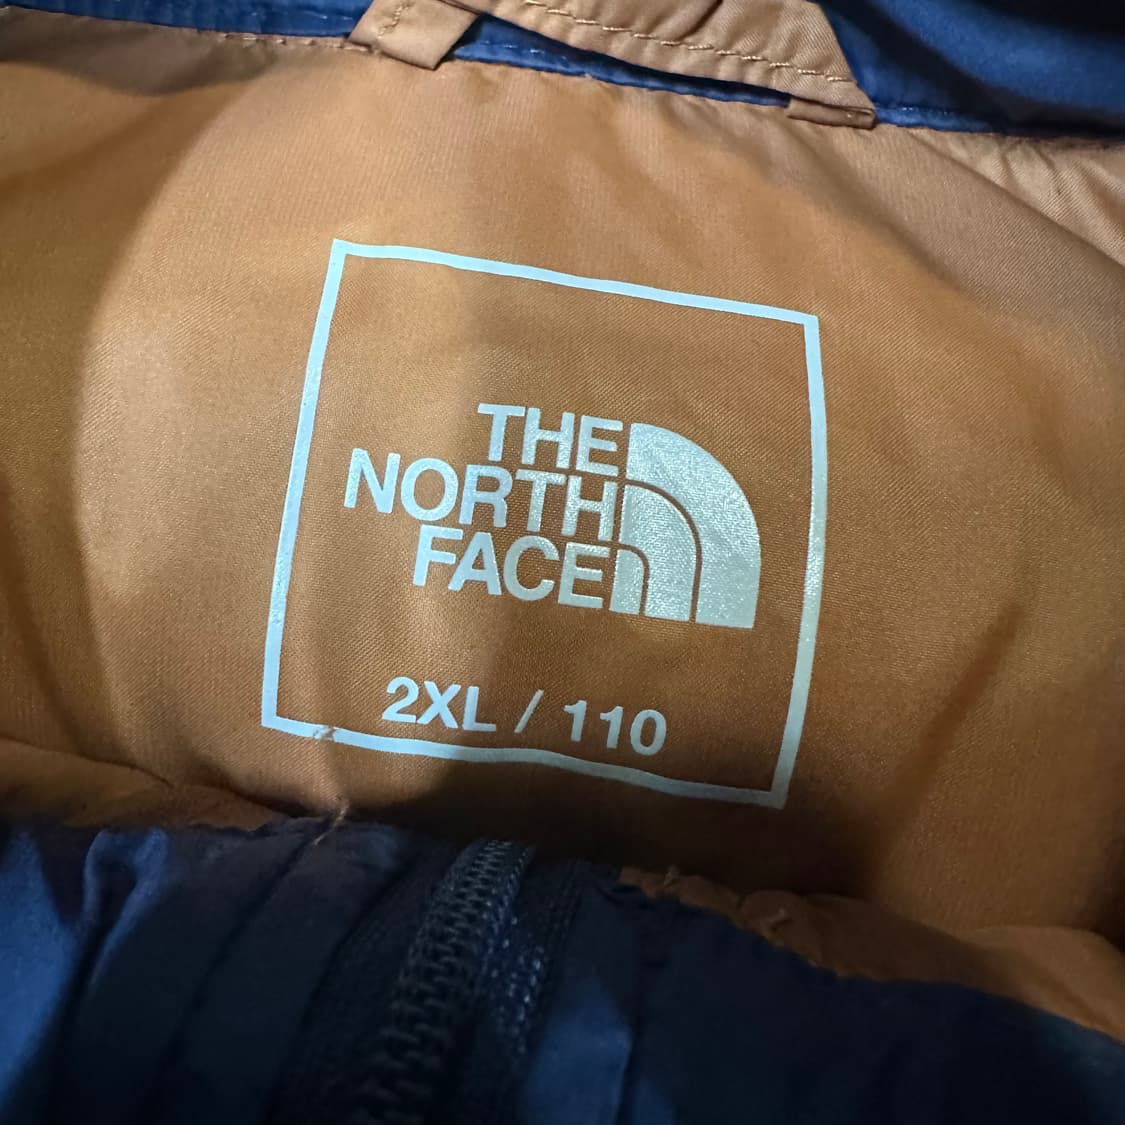 THE
NORTH
FACE
2XL / 110